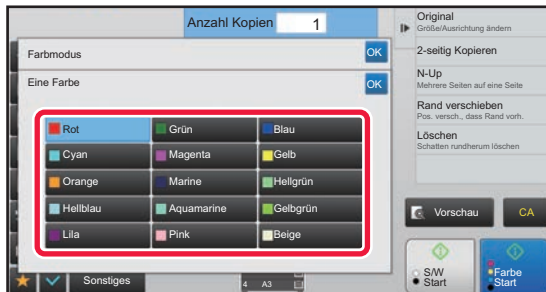 Anzahl Kopien 1
Farbmodus OK
Eine Farbe OK
Rot Grün Blau
Cyan Magenta Gelb
Orange Marine Hellgrün
Hellblau Aquamarine Gelbgrün
Lila Pink Beige
Sonstiges
4 A3
Original
Größe/Ausrichtung ändern
2-seitig Kopieren
N-Up
Mehrere Seiten auf eine Seite
Rand verschieben
Pos. versch., dass Rand vorh.
Löschen
Schatten rundherum löschen
Vorschau CA
S/W
Start
Farbe
Start